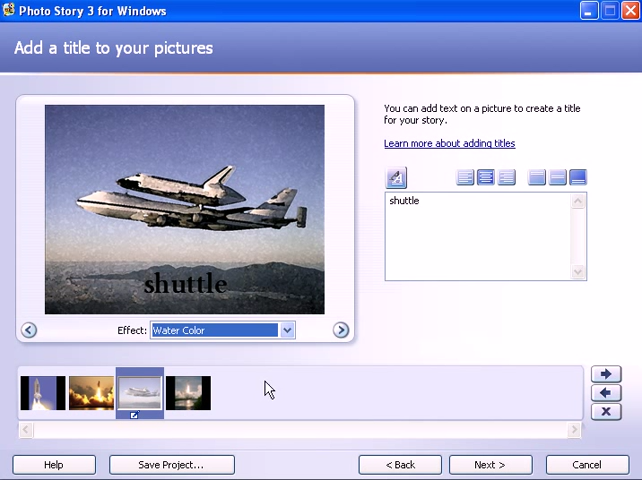 Photo Story 3 for Windows
Add a title to your pictures
You can add text on a picture to create a title
for your story.
Learn more about adding titles
A
shuttle
shuttle
Effect: Water Color
Help
Save Project...
< Back
Next >
Cancel